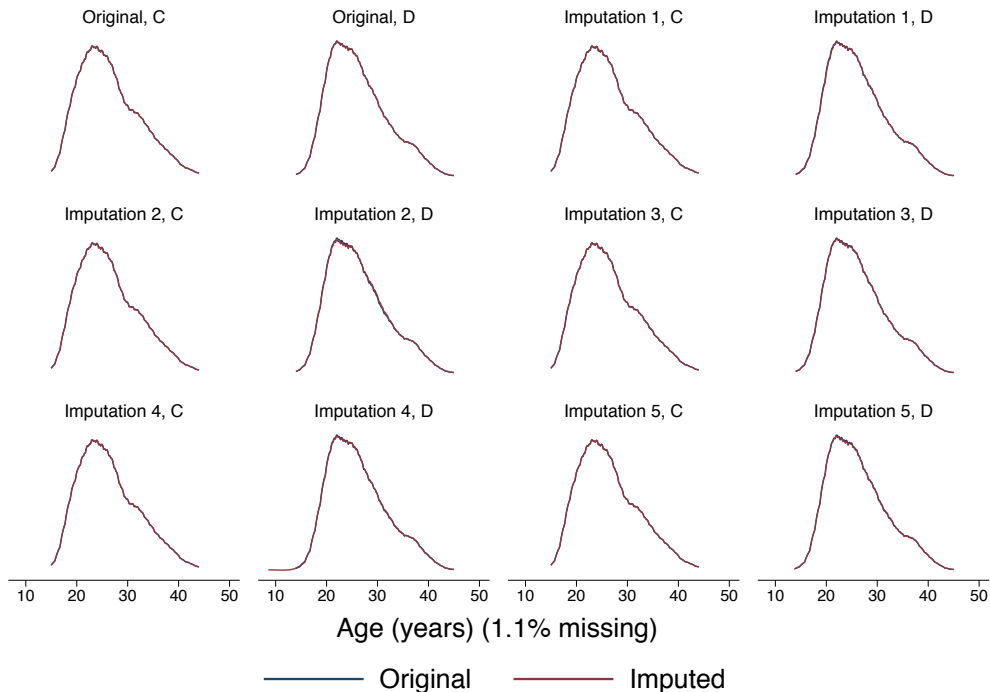 Original, C
Original, D
Imputation 1, C
Imputation 1, D
Imputation 2, C
Imputation 2, D
Imputation 3, C
Imputation 3, D
Imputation 4, C
Imputation 4, D
Imputation 5, C
Imputation 5, D
10 20 30 40 50
10 20 30 40 50
10 20 30 40 50
10 20 30 40 50
Age (years) (1.1% missing)
Original
Imputed